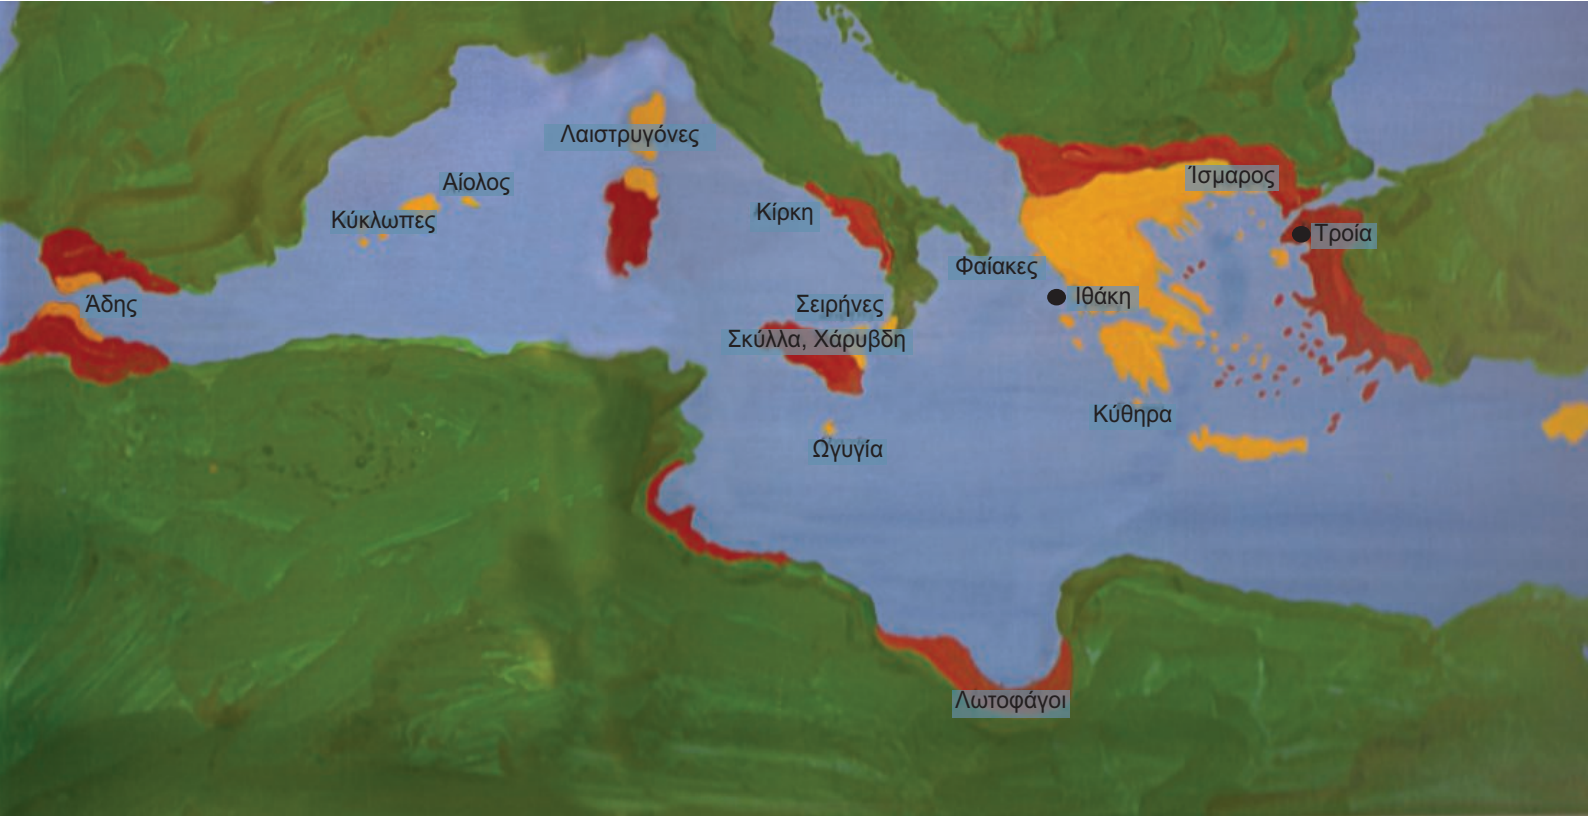 Λαιστρυγόνες
Ίσμαρος
Αίολος
Κύκλωπες
Κίρκη
Τροία
Φαίακες
Άδης
Ιθάκη
Σειρήνες
Σκύλλα, Χάρυβδη
Κύθηρα
Ωγυγία
Λωτοφάγοι